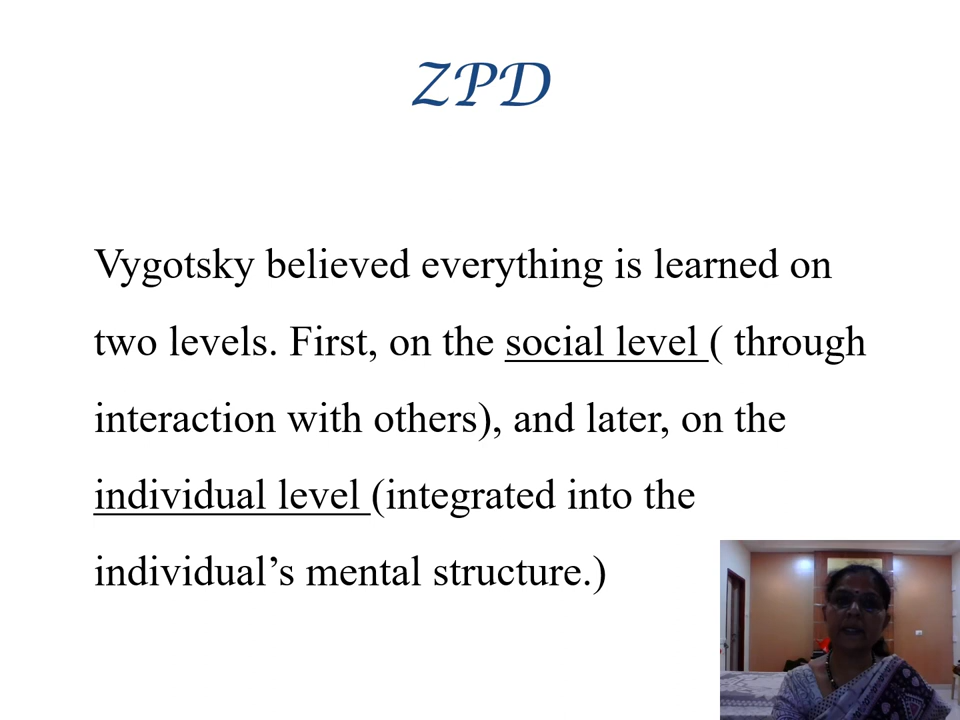 ZPD
Vygotsky believed everything is learned on
two levels. First, on the social level ( through
interaction with others), and later, on the
individual level (integrated into the
individual’s mental structure.)